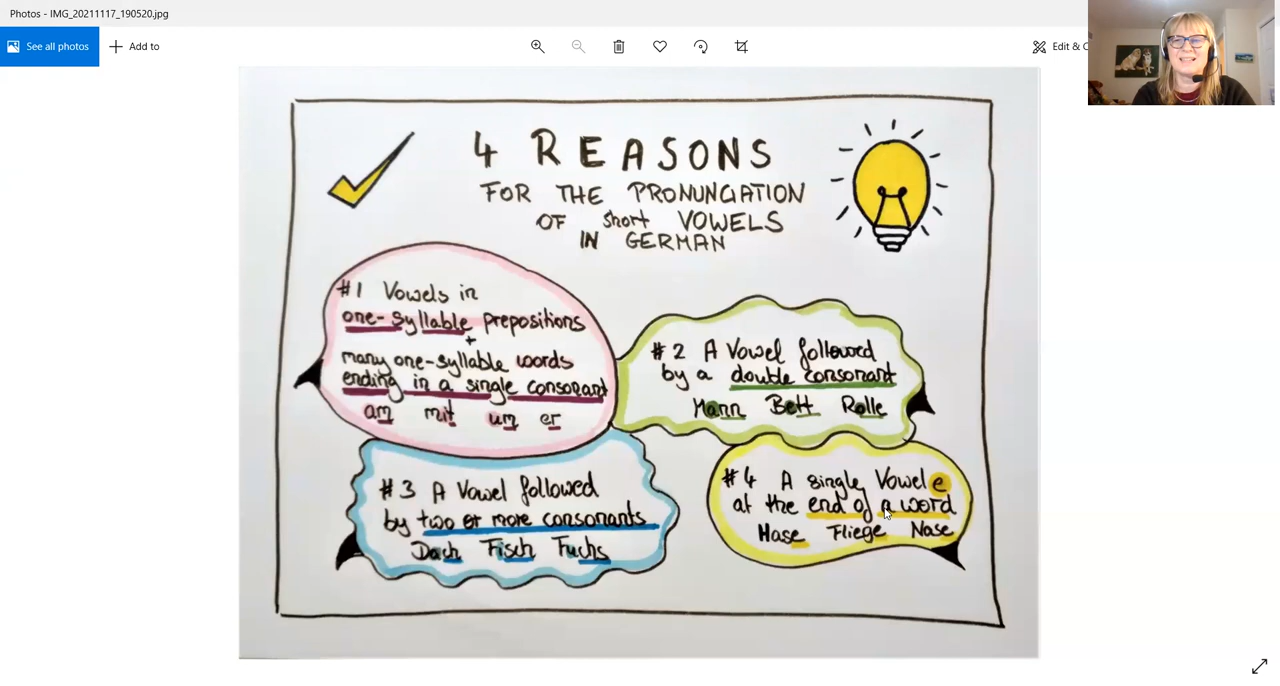 Photos - IMG_20211117_190520.jpg
See all photos
Add to
Edit & C
4 REASONS
FOR THE PRONUNCIATION
OF short VOWELS
IN GERMAN
#1 Vowels in
one-syllable prepositions
+
many one-syllable words
ending in a single consonant
am mit um er
#2 A Vowel followed
by a double consonant
Mann Bett Rolle
#3 A Vowel followed
by two or more consonants
Dach Fisch Fuchs
#4 A single Vowel e
at the end of a word
Hase Fliege Nase